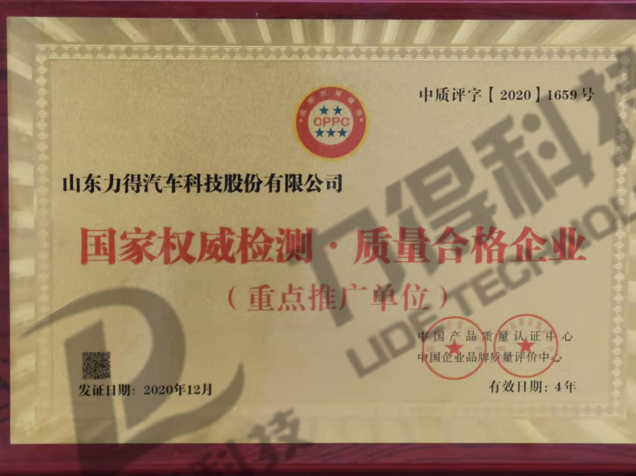 中质评字【2020】1659号
CPPC
山东力得汽车科技股份有限公司
国家权威检测·质量合格企业
（重点推广单位）
中国产品质量认证中心
中国企业品牌质量评价中心
发证日期：2020年12月
有效日期：4年
力得科技
LIDE TECHNOLO
得科技